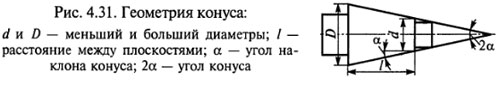 Рис. 4.31. Геометрия конуса:
d и D — меньший и больший диаметры; l —
расстояние между плоскостями; α — угол на-
клона конуса; 2α — угол конуса
D
d
α
l
2α